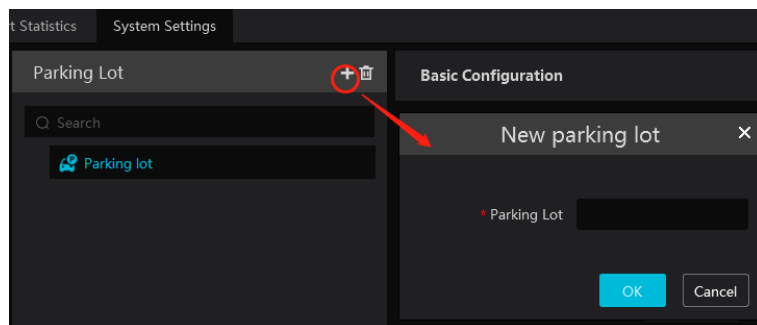 t Statistics System Settings
Parking Lot
Basic Configuration
Search
New parking lot
Parking lot
* Parking Lot
OK Cancel